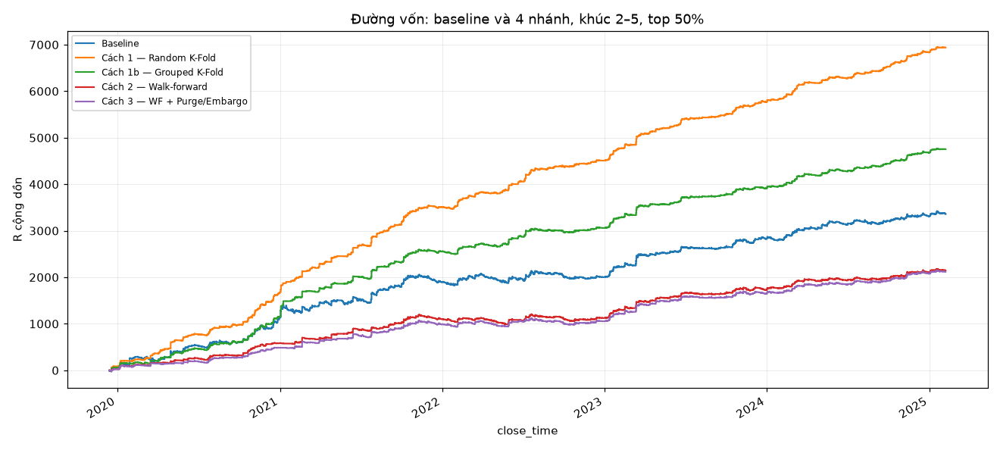 Đường vốn: baseline và 4 nhánh, khúc 2–5, top 50%
Baseline
Cách 1 — Random K-Fold
Cách 1b — Grouped K-Fold
Cách 2 — Walk-forward
Cách 3 — WF + Purge/Embargo
R cộng dồn
7000
6000
5000
4000
3000
2000
1000
0
2020
2021
2022
2023
2024
2025
close_time